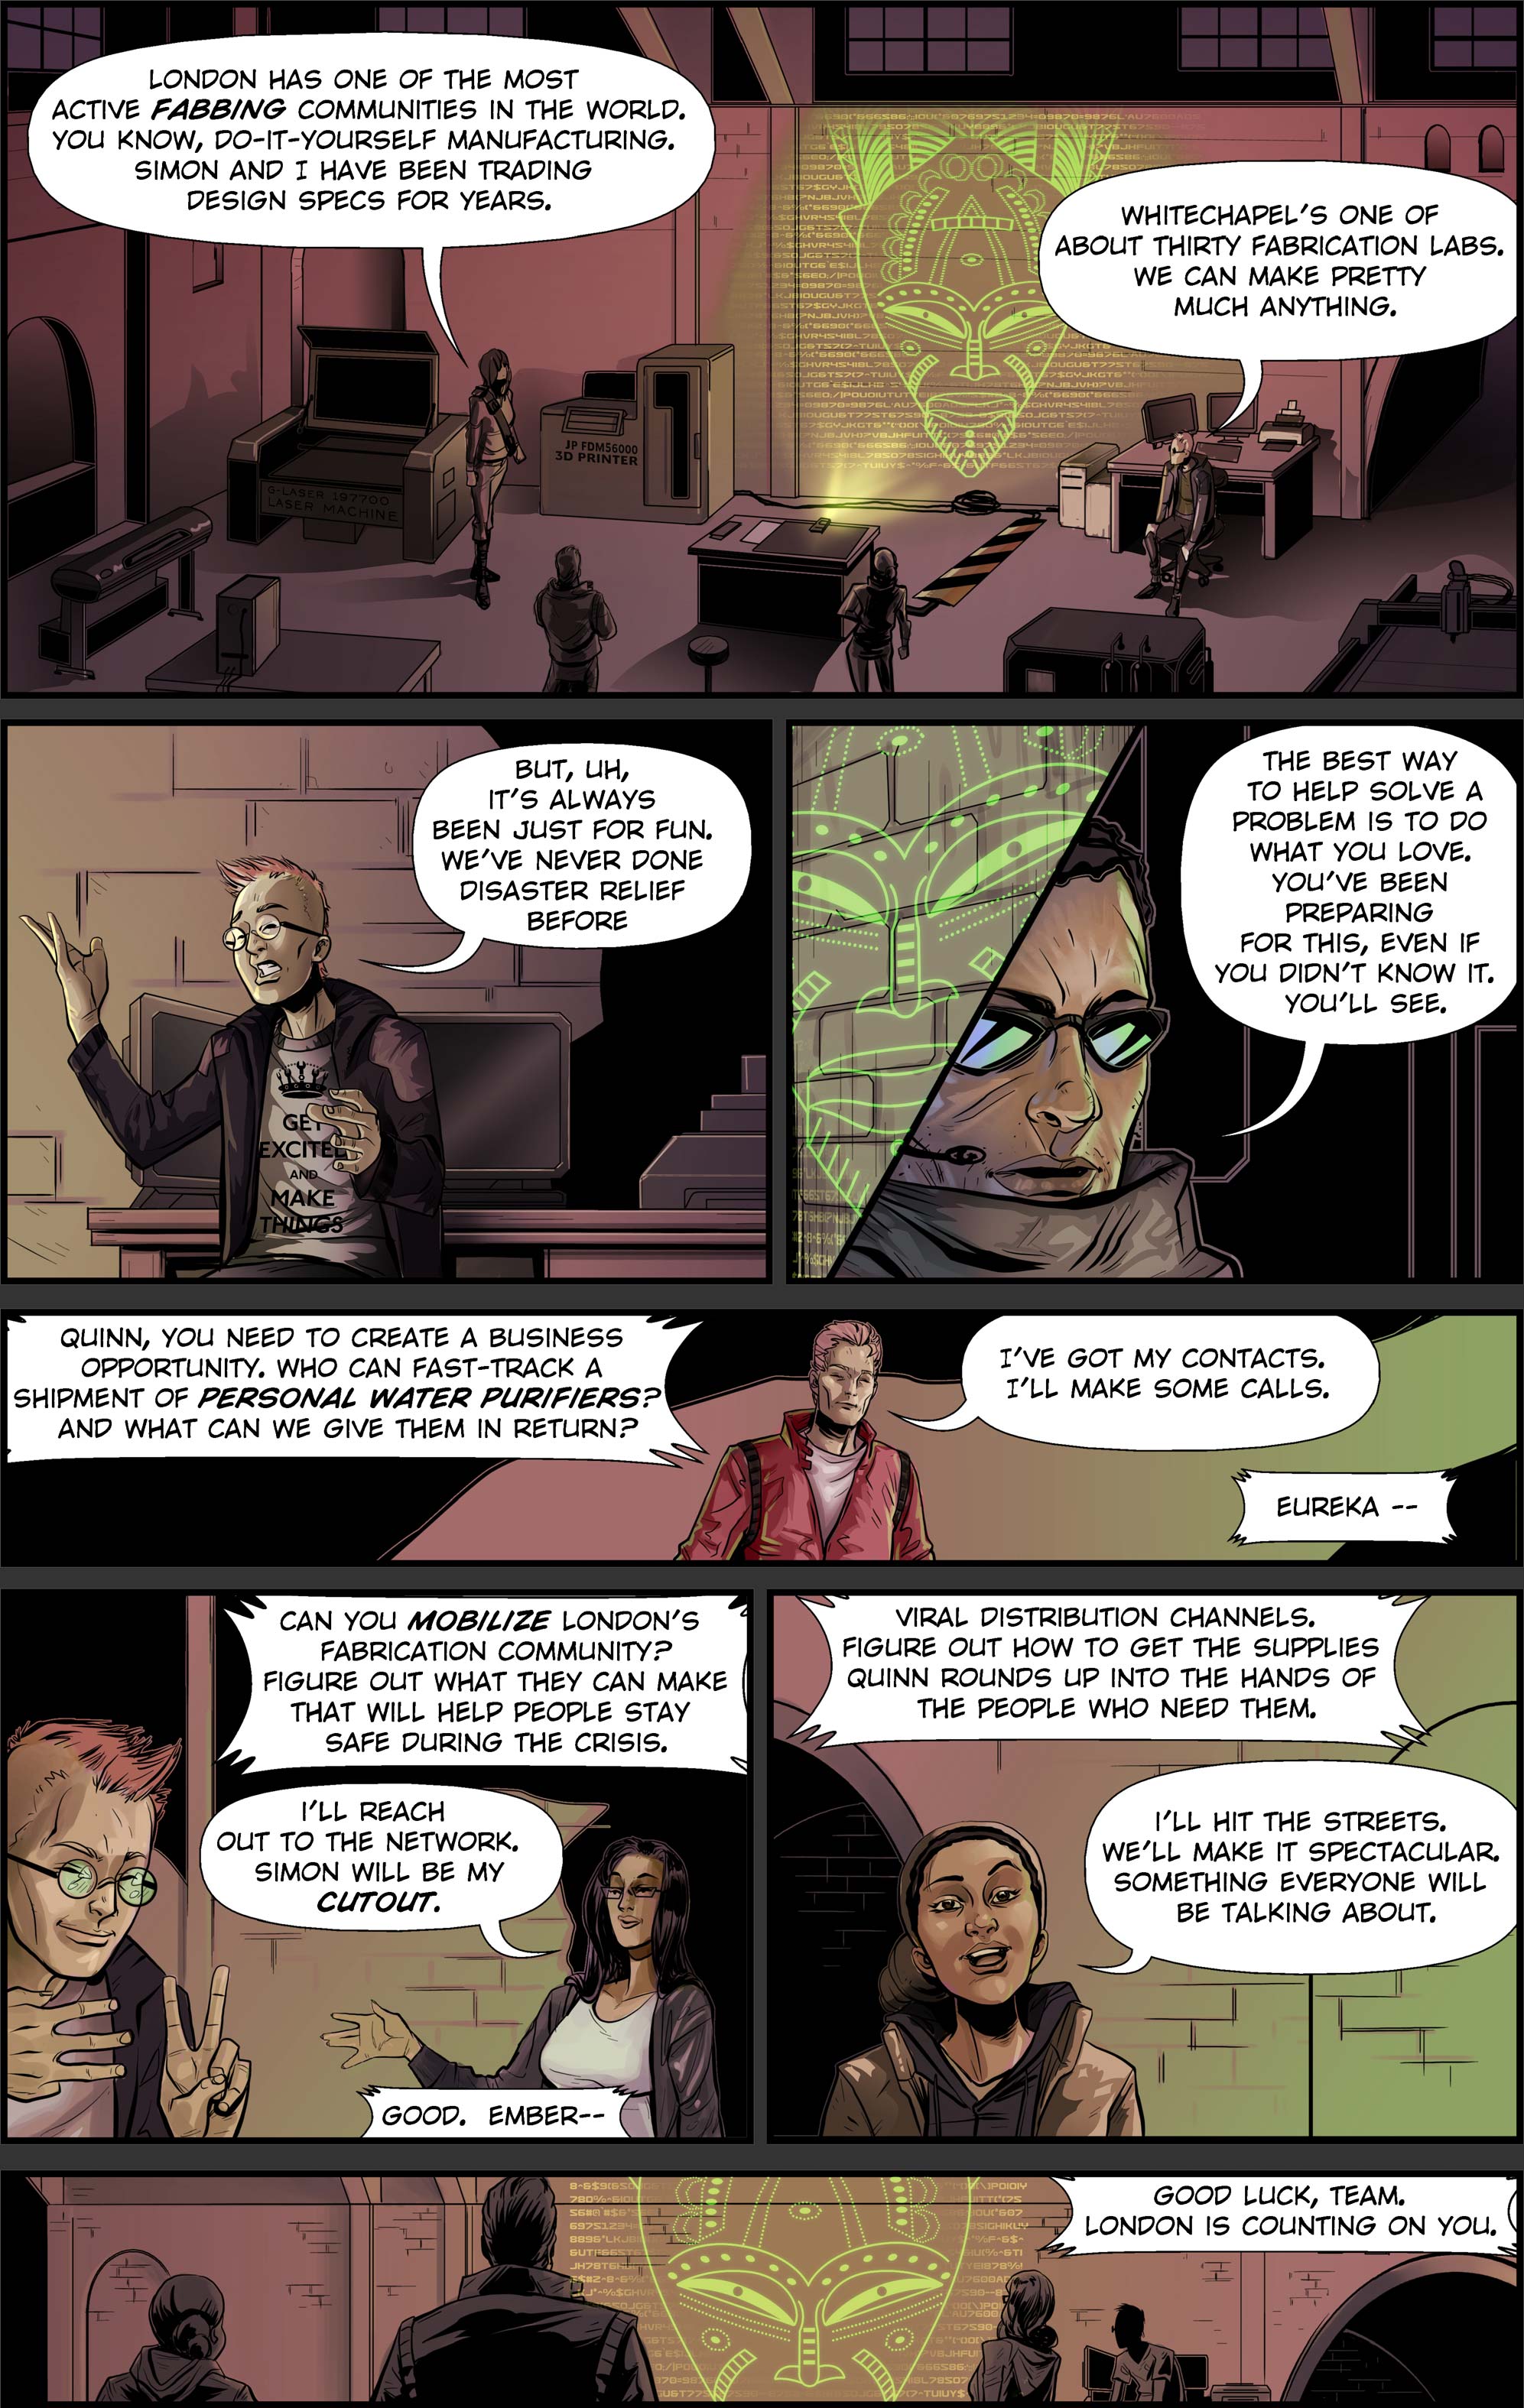 LONDON HAS ONE OF THE MOST
ACTIVE FABBING COMMUNITIES IN THE WORLD.
YOU KNOW, DO-IT-YOURSELF MANUFACTURING.
SIMON AND I HAVE BEEN TRADING
DESIGN SPECS FOR YEARS.
WHITECHAPEL'S ONE OF
ABOUT THIRTY FABRICATION LABS.
WE CAN MAKE PRETTY
MUCH ANYTHING.
G-LASER 197700
LASER MACHINE
JP FDM56000
3D PRINTER
BUT, UH,
IT'S ALWAYS
BEEN JUST FOR FUN.
WE'VE NEVER DONE
DISASTER RELIEF
BEFORE
GET
EXCITED
AND
MAKE
THINGS
THE BEST WAY
TO HELP SOLVE A
PROBLEM IS TO DO
WHAT YOU LOVE.
YOU'VE BEEN
PREPARING
FOR THIS, EVEN IF
YOU DIDN'T KNOW IT.
YOU'LL SEE.
QUINN, YOU NEED TO CREATE A BUSINESS
OPPORTUNITY. WHO CAN FAST-TRACK A
SHIPMENT OF PERSONAL WATER PURIFIERS?
AND WHAT CAN WE GIVE THEM IN RETURN?
I'VE GOT MY CONTACTS.
I'LL MAKE SOME CALLS.
EUREKA --
CAN YOU MOBILIZE LONDON'S
FABRICATION COMMUNITY?
FIGURE OUT WHAT THEY CAN MAKE
THAT WILL HELP PEOPLE STAY
SAFE DURING THE CRISIS.
I'LL REACH
OUT TO THE NETWORK.
SIMON WILL BE MY
CUTOUT.
GOOD. EMBER--
VIRAL DISTRIBUTION CHANNELS.
FIGURE OUT HOW TO GET THE SUPPLIES
QUINN ROUNDS UP INTO THE HANDS OF
THE PEOPLE WHO NEED THEM.
I'LL HIT THE STREETS.
WE'LL MAKE IT SPECTACULAR.
SOMETHING EVERYONE WILL
BE TALKING ABOUT.
GOOD LUCK, TEAM.
LONDON IS COUNTING ON YOU.